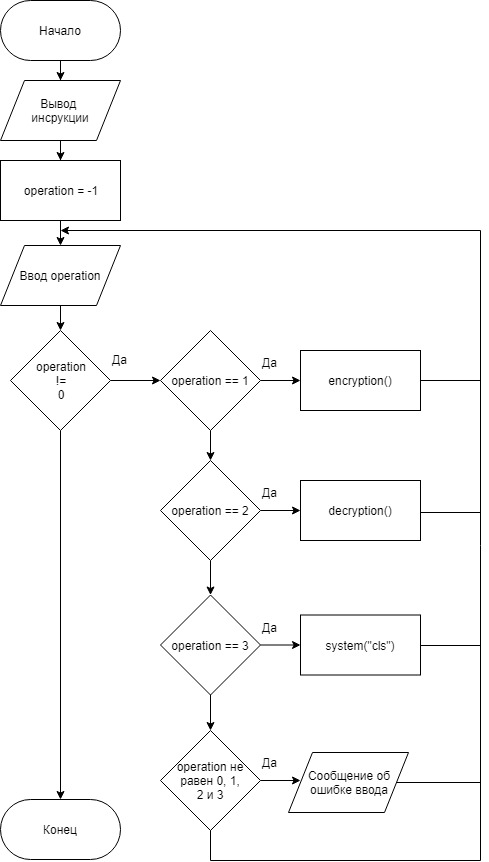 Начало
Вывод
инсрукции
operation = -1
Ввод operation
operation
!=
0
Да
operation == 1
Да
encryption()
operation == 2
Да
decryption()
operation == 3
Да
system("cls")
operation не
равен 0, 1,
2 и 3
Да
Сообщение об
ошибке ввода
Конец